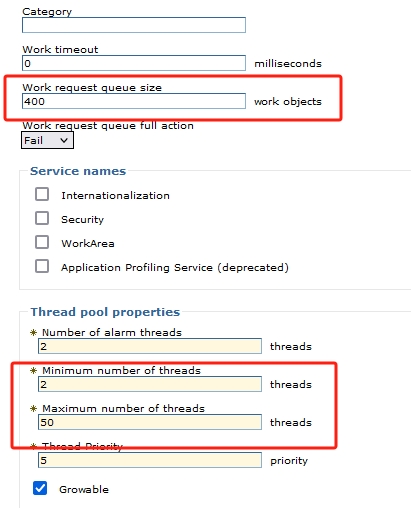 Category
Work timeout
0 milliseconds
Work request queue size
400 work objects
Work request queue full action
Fail
Service names
Internationalization
Security
WorkArea
Application Profiling Service (deprecated)
Thread pool properties
* Number of alarm threads
2 threads
* Minimum number of threads
2 threads
* Maximum number of threads
50 threads
* Thread Priority
5 priority
Growable